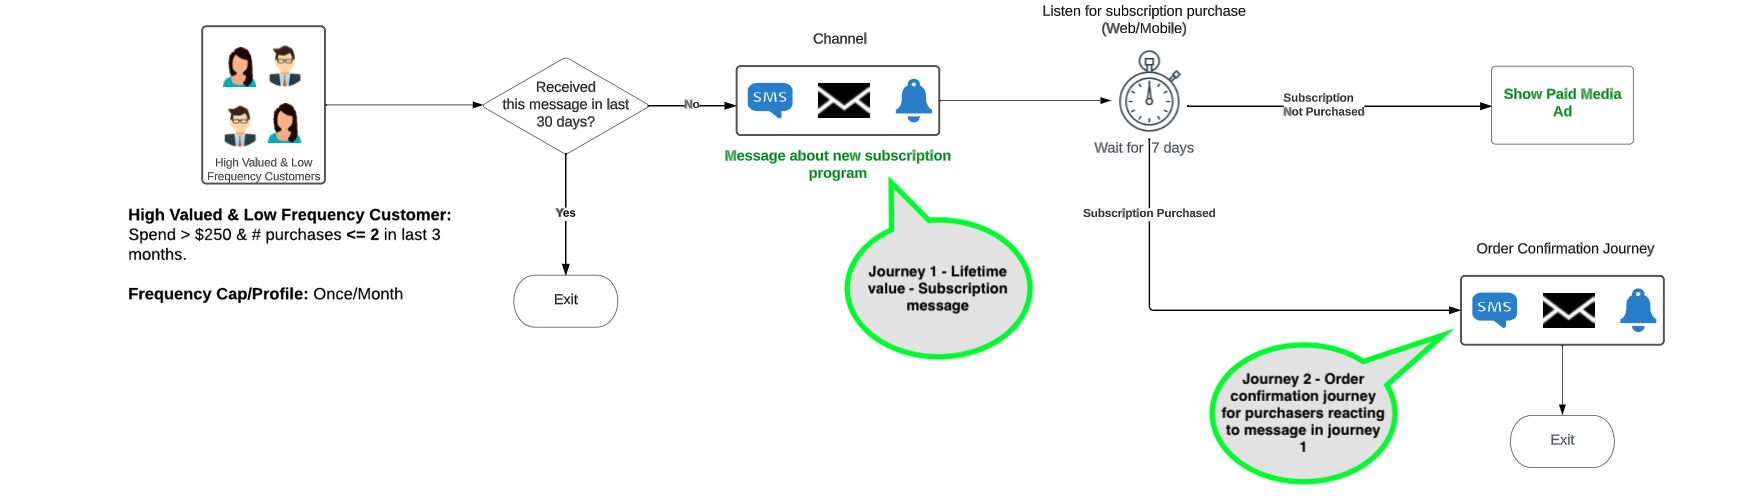 High Valued & Low
Frequency Customers
High Valued & Low Frequency Customer:
Spend > $250 & # purchases <= 2 in last 3
months.
Frequency Cap/Profile: Once/Month
Received
this message in last
30 days?
No
Yes
Exit
Channel
SMS
Message about new subscription
program
Journey 1 - Lifetime
value - Subscription
message
Listen for subscription purchase
(Web/Mobile)
Wait for 7 days
Subscription
Not Purchased
Show Paid Media
Ad
Subscription Purchased
Order Confirmation Journey
SMS
Journey 2 - Order
confirmation journey
for purchasers reacting
to message in journey
1
Exit